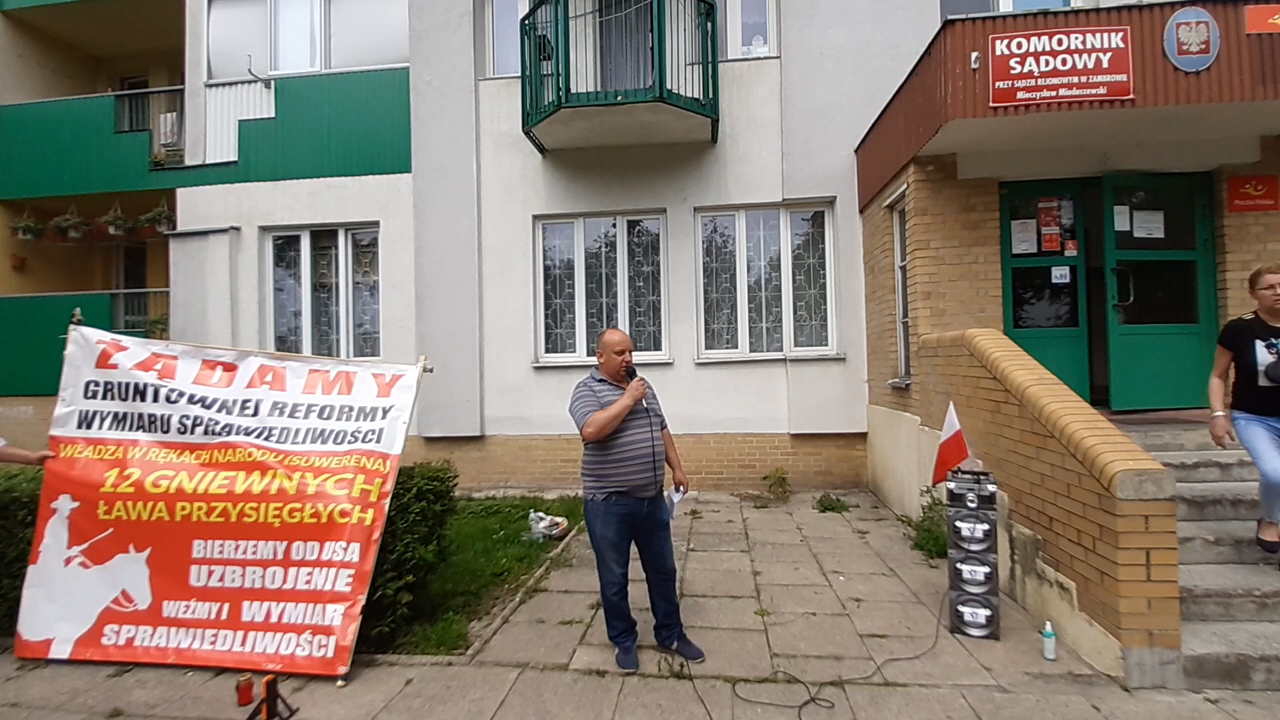 ŻĄDAMY
GRUNTOWNEJ REFORMY
WYMIARU SPRAWIEDLIWOŚCI
WŁADZA W RĘKACH NARODU (SUWERENA)
12 GNIEWNYCH
ŁAWA PRZYSIĘGŁYCH
BIERZEMY OD USA
UZBROJENIE
WEŹMY I WYMIAR
SPRAWIEDLIWOŚCI
KOMORNIK
SĄDOWY
PRZY SĄDZIE REJONOWYM W ZAMBROWIE
Mieczysław Mioduszewski
Poczta Polska